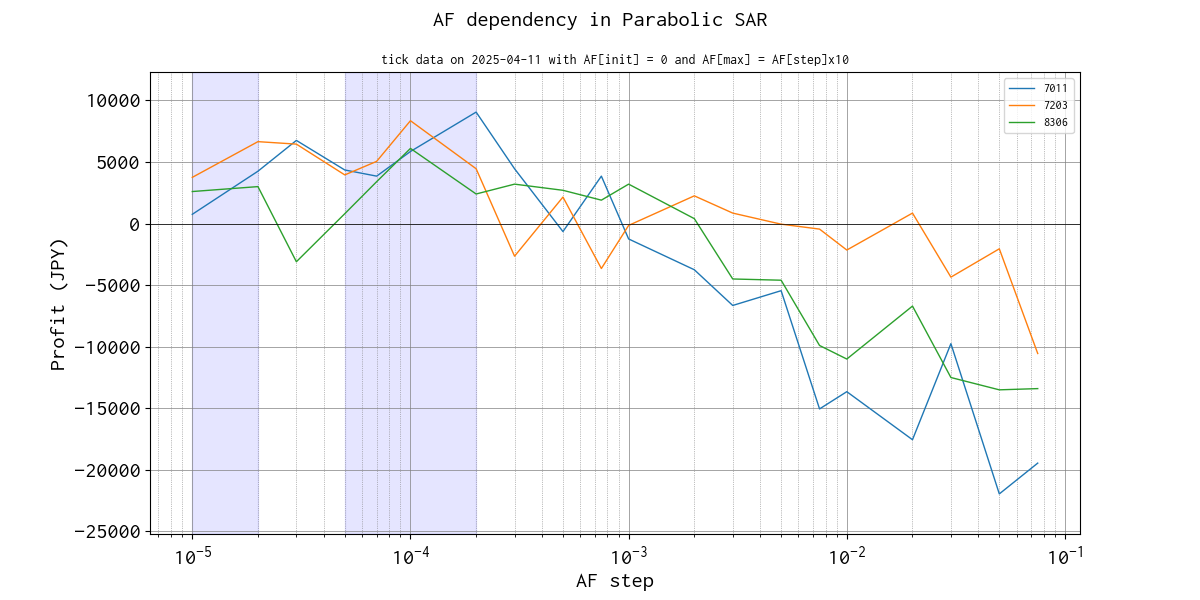 AF dependency in Parabolic SAR
tick data on 2025-04-11 with AF[init] = 0 and AF[max] = AF[step]x10
7011
7203
8306
10000
5000
0
−5000
−10000
−15000
−20000
−25000
Profit (JPY)
10⁻⁵ 10⁻⁴ 10⁻³ 10⁻² 10⁻¹
AF step